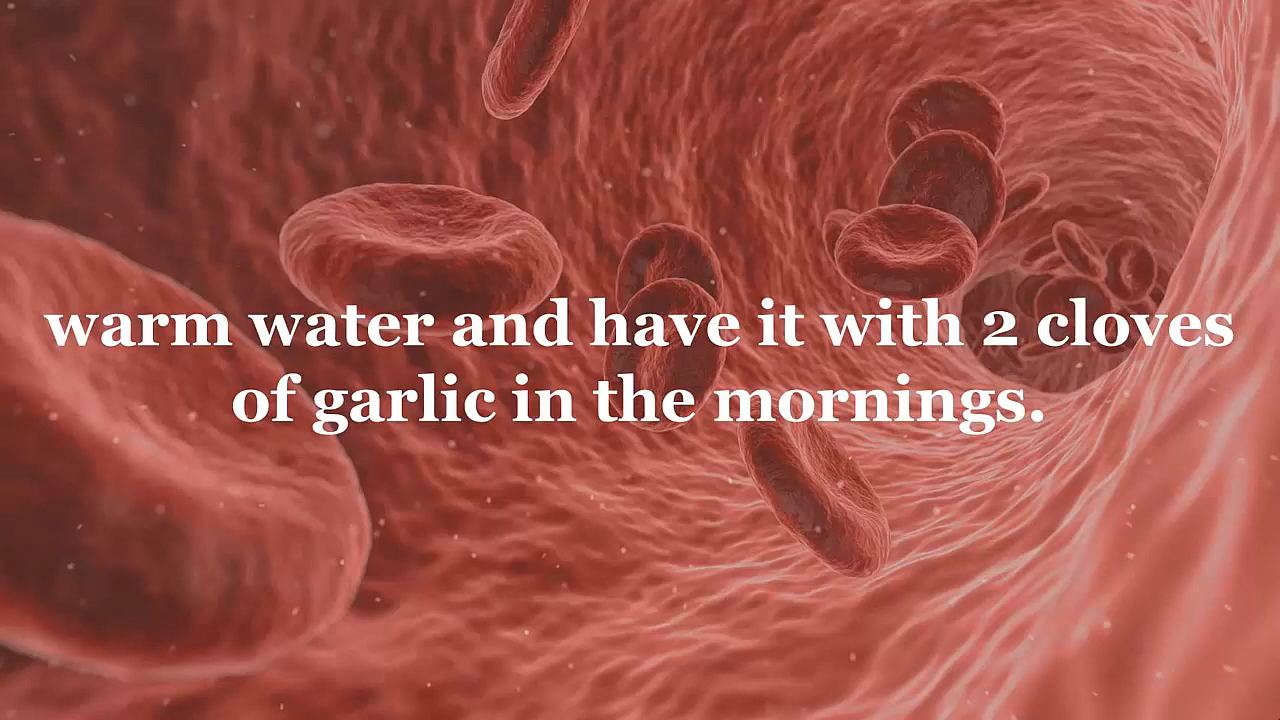 warm water and have it with 2 cloves
of garlic in the mornings.